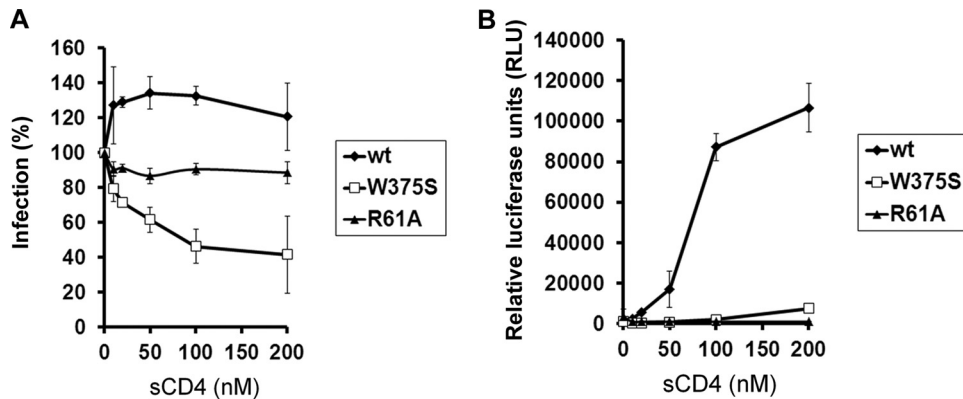 A
Infection (%)
160
140
120
100
80
60
40
20
0
0 50 100 150 200
sCD4 (nM)
wt
W375S
R61A
B
Relative luciferase units (RLU)
140000
120000
100000
80000
60000
40000
20000
0
0 50 100 150 200
sCD4 (nM)
wt
W375S
R61A